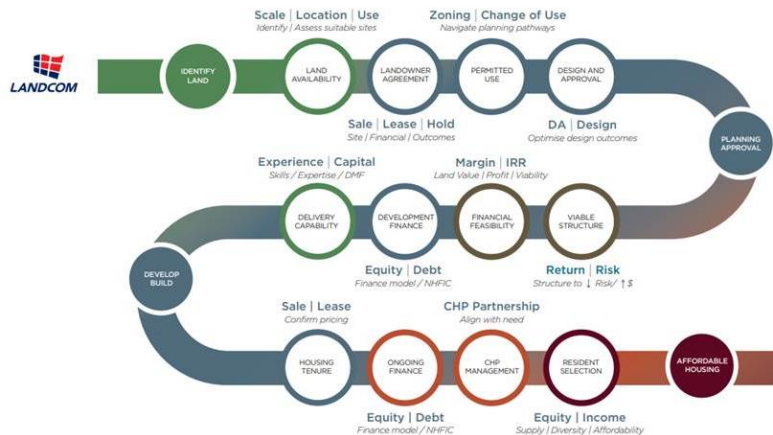 Scale | Location | Use
Identify | Assess suitable sites
Zoning | Change of Use
Navigate planning pathways
LANDCOM
IDENTIFY
LAND
LAND
AVAILABILITY
LANDOWNER
AGREEMENT
PERMITTED
USE
DESIGN AND
APPROVAL
Sale | Lease | Hold
Site | Financial | Outcomes
DA | Design
Optimise design outcomes
PLANNING
APPROVAL
Experience | Capital
Skills / Expertise / DMF
Margin | IRR
Land Value | Profit | Viability
DELIVERY
CAPABILITY
DEVELOPMENT
FINANCE
FINANCIAL
FEASIBILITY
VIABLE
STRUCTURE
Equity | Debt
Finance model / NHFIC
Return | Risk
Structure to ↓ Risk/ ↑ $
DEVELOP
BUILD
Sale | Lease
Confirm pricing
CHP Partnership
Align with need
HOUSING
TENURE
ONGOING
FINANCE
CHP
MANAGEMENT
RESIDENT
SELECTION
AFFORDABLE
HOUSING
Equity | Debt
Finance model / NHFIC
Equity | Income
Supply | Diversity | Affordability